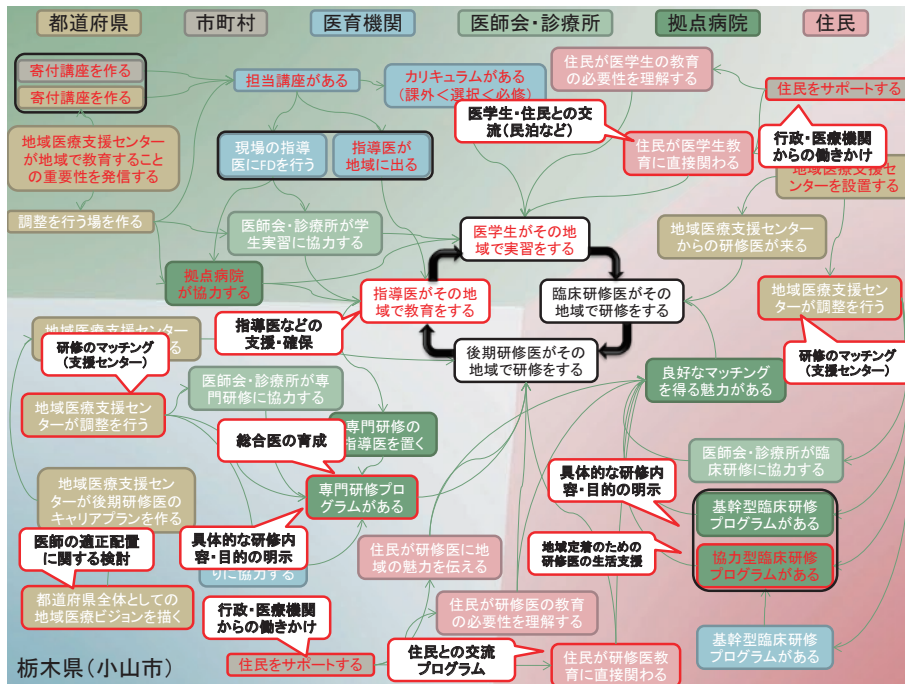 都道府県
市町村
医育機関
医師会・診療所
拠点病院
住民
寄付講座を作る
寄付講座を作る
担当講座がある
カリキュラムがある
(課外＜選択＜必修)
住民が医学生の教育
の必要性を理解する
住民をサポートする
医学生・住民との交
流(民泊など)
住民が医学生
教育に直接関わる
行政・医療機関
からの働きかけ
地域医療支援セ
ンターを設置する
地域医療支援センター
が地域で教育すること
の重要性を発信する
現場の指導
医にFDを行う
指導医が
地域に出る
調整を行う場を作る
医師会・診療所が学
生実習に協力する
医学生がその地
域で実習をする
地域医療支援センター
からの研修医が来る
拠点病院
が協力する
指導医がその地
域で教育をする
臨床研修医がその
地域で研修をする
地域医療支援セン
ターが調整を行う
指導医などの
支援・確保
後期研修医がその
地域で研修をする
地域医療支援センター
る
研修のマッチング
(支援センター)
研修のマッチング
(支援センター)
良好なマッチング
を得る魅力がある
医師会・診療所が専
門研修に協力する
地域医療支援セン
ターが調整を行う
専門研修の
指導医を置く
総合医の育成
医師会・診療所が臨
床研修に協力する
具体的な研修内
容・目的の明示
地域医療支援セン
ターが後期研修医の
キャリアプランを作る
専門研修プロ
グラムがある
基幹型臨床研修
プログラムがある
医師の適正配置
に関する検討
具体的な研修内
容・目的の明示
りに協力する
住民が研修医に地
域の魅力を伝える
地域定着のための
研修医の生活支援
協力型臨床研修
プログラムがある
都道府県全体としての
地域医療ビジョンを描く
行政・医療機関
からの働きかけ
住民が研修医の教育
の必要性を理解する
基幹型臨床研修
プログラムがある
住民との交流
プログラム
栃木県(小山市)
住民をサポートする
住民が研修医教
育に直接関わる